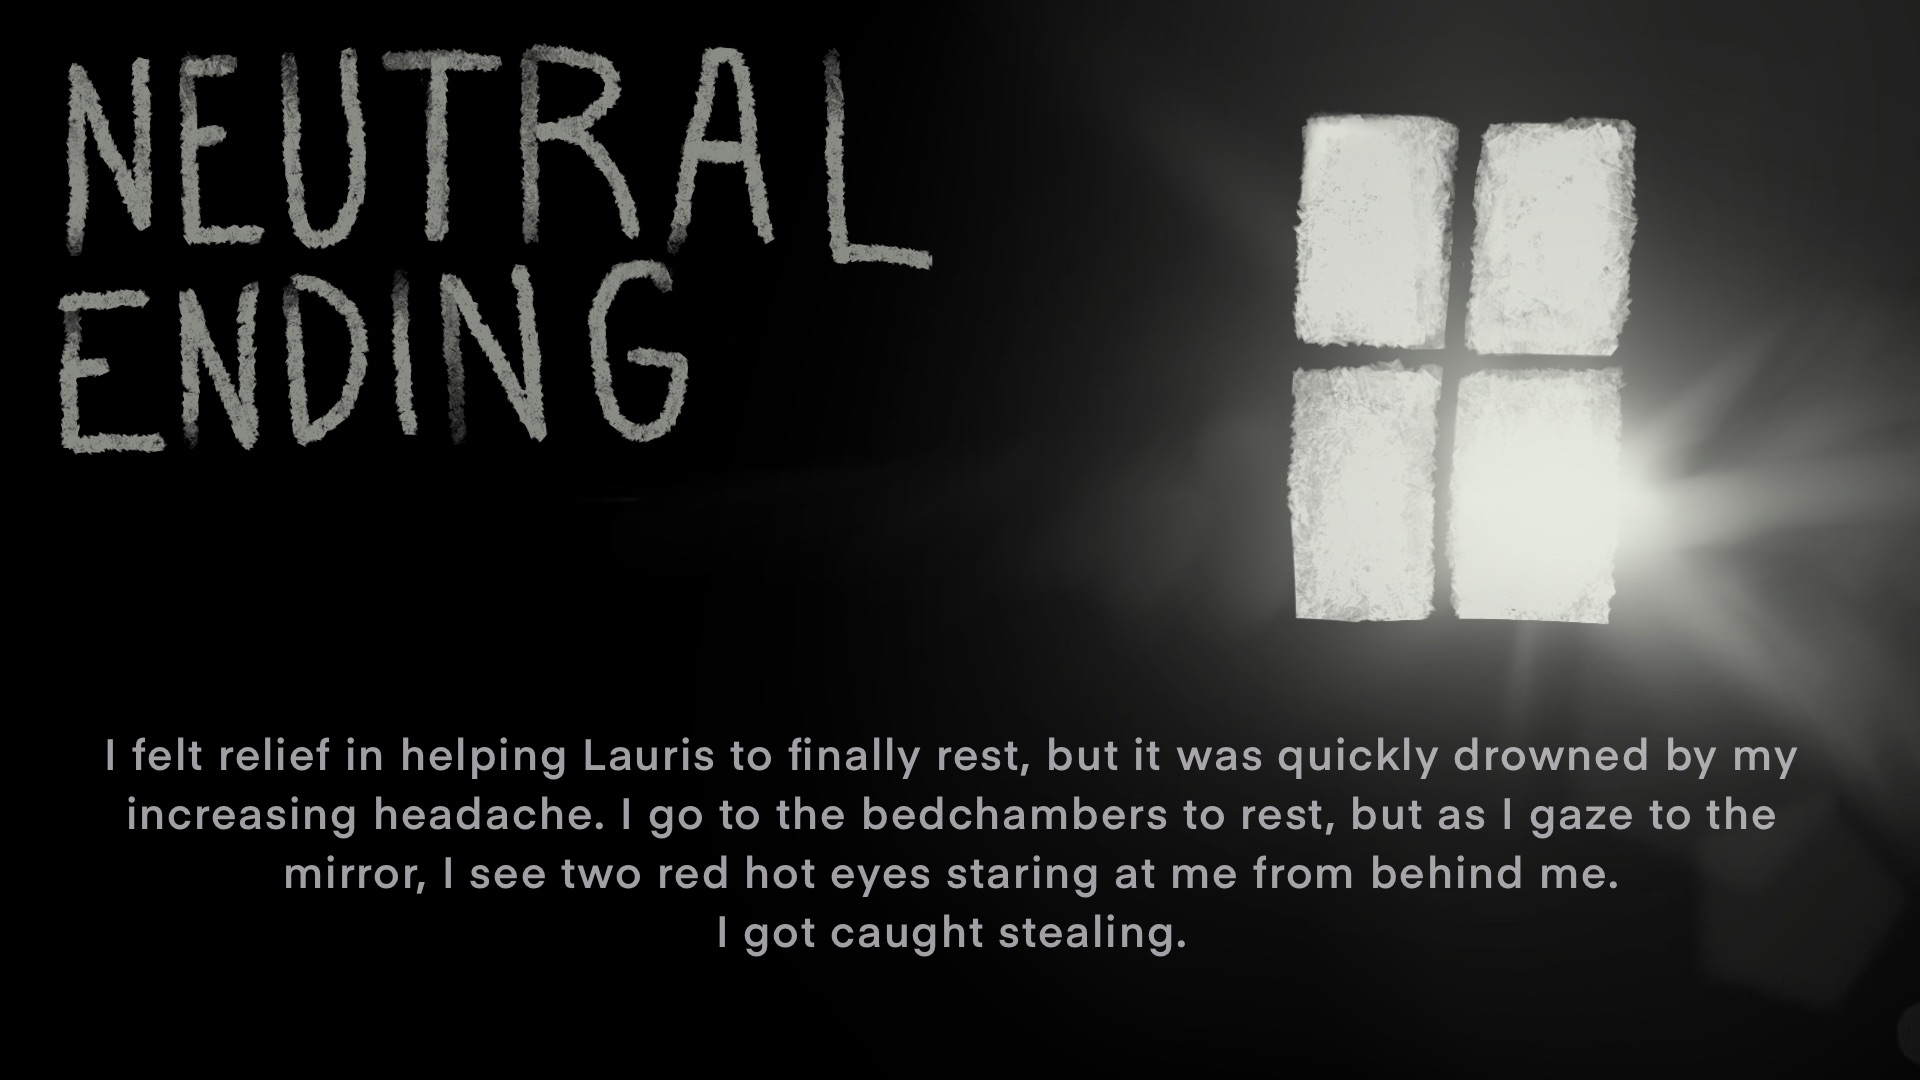 NEUTRAL
ENDING
I felt relief in helping Lauris to finally rest, but it was quickly drowned by my
increasing headache. I go to the bedchambers to rest, but as I gaze to the
mirror, I see two red hot eyes staring at me from behind me.
I got caught stealing.